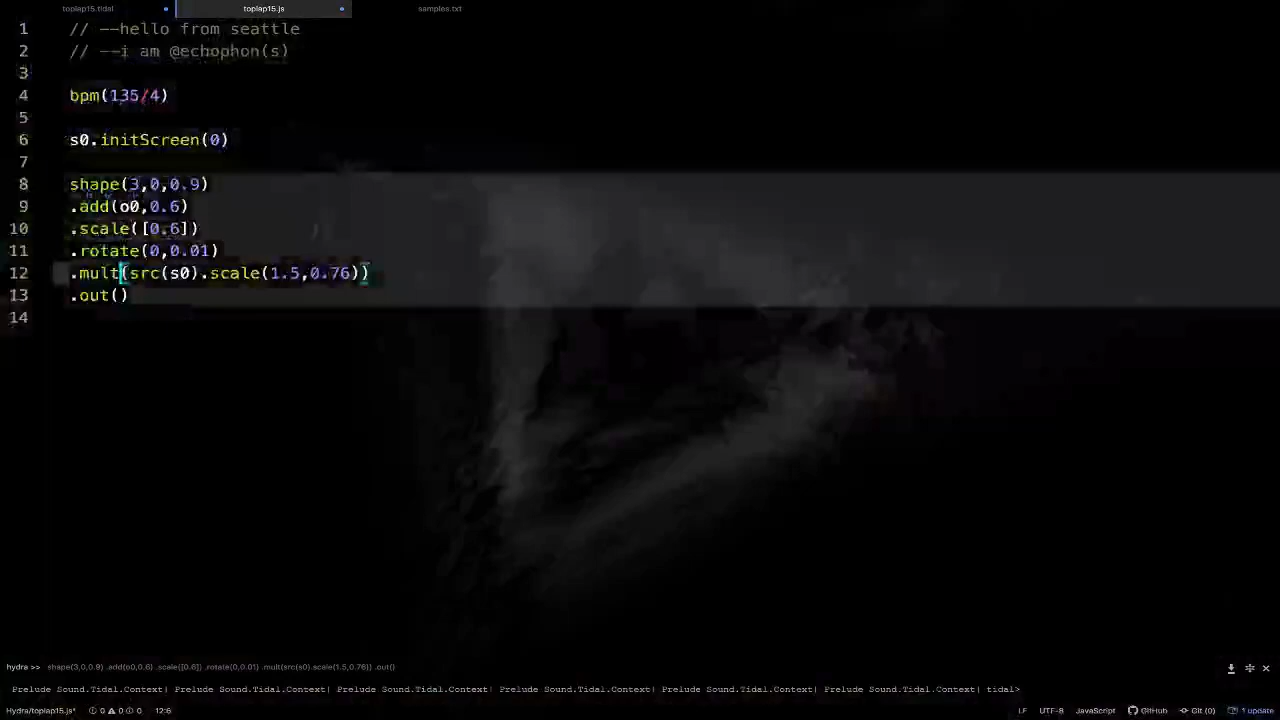 toplap15.tidal toplap15.js samples.txt
1 // --hello from seattle
2 // --i am @echophon(s)
3
4 bpm(135/4)
5
6 s0.initScreen(0)
7
8 shape(3,0,0.9)
9 .add(o0,0.6)
10 .scale([0.6])
11 .rotate(0,0.01)
12 .mult(src(s0).scale(1.5,0.76))
13 .out()
14
hydra >> shape(3,0,0.9) .add(o0,0.6) .scale([0.6]) .rotate(0,0.01) .mult(src(s0).scale(1.5,0.76)) .out()
Prelude Sound.Tidal.Context| Prelude Sound.Tidal.Context| Prelude Sound.Tidal.Context| Prelude Sound.Tidal.Context| Prelude Sound.Tidal.Context| Prelude Sound.Tidal.Context| tidal>
Hydra/toplap15.js* 0 0 0 12:6 LF UTF-8 JavaScript GitHub Git (0) 1 update